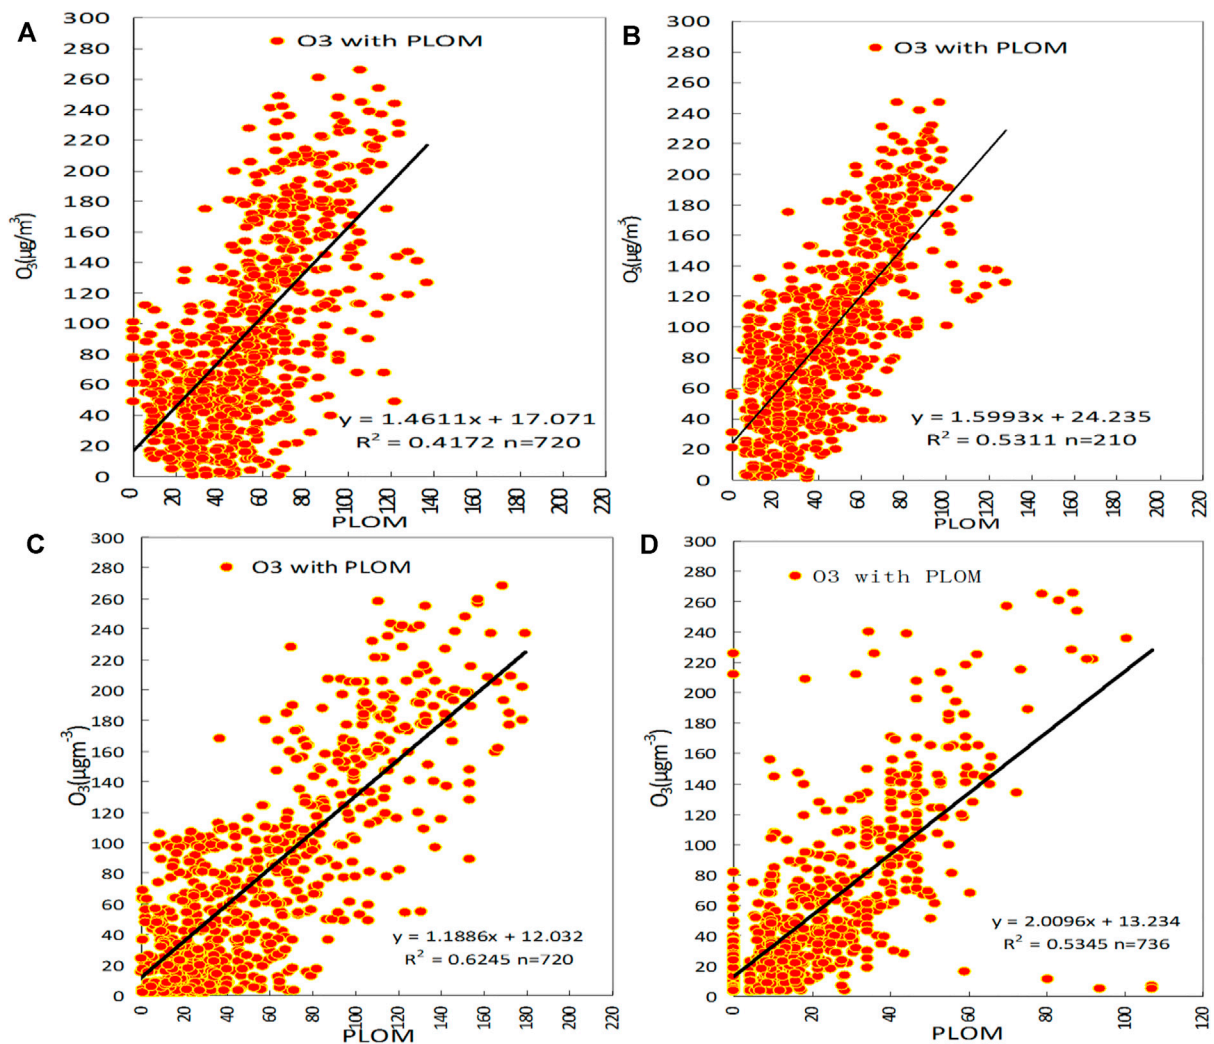 A
O3 with PLOM
300
280
260
240
220
200
180
160
140
120
100
80
60
40
20
0
O₃(µg/m³)
y = 1.4611x + 17.071
R² = 0.4172 n=720
0 20 40 60 80 100 120 140 160 180 200 220
PLOM
B
O3 with PLOM
300
280
260
240
220
200
180
160
140
120
100
80
60
40
20
0
O₃(µg/m³)
y = 1.5993x + 24.235
R² = 0.5311 n=210
0 20 40 60 80 100 120 140 160 180 200 220
PLOM
C
O3 with PLOM
300
280
260
240
220
200
180
160
140
120
100
80
60
40
20
0
O₃(µgm⁻³)
y = 1.1886x + 12.032
R² = 0.6245 n=720
0 20 40 60 80 100 120 140 160 180 200 220
PLOM
D
O3 with PLOM
300
280
260
240
220
200
180
160
140
120
100
80
60
40
20
0
O₃(µgm⁻³)
y = 2.0096x + 13.234
R² = 0.5345 n=736
0 20 40 60 80 100 120
PLOM